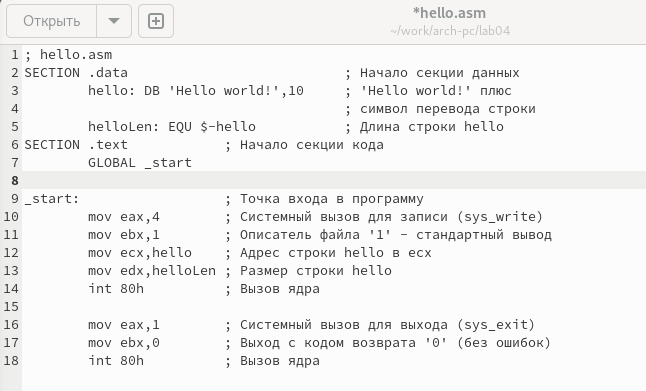 Открыть
*hello.asm
~/work/arch-pc/lab04
1 ; hello.asm
2 SECTION .data                           ; Начало секции данных
3         hello: DB 'Hello world!',10     ; 'Hello world!' плюс
4                                         ; символ перевода строки
5         helloLen: EQU $-hello           ; Длина строки hello
6 SECTION .text            ; Начало секции кода
7         GLOBAL _start
8
9 _start:                  ; Точка входа в программу
10         mov eax,4        ; Системный вызов для записи (sys_write)
11         mov ebx,1        ; Описатель файла '1' - стандартный вывод
12         mov ecx,hello    ; Адрес строки hello в ecx
13         mov edx,helloLen ; Размер строки hello
14         int 80h          ; Вызов ядра
15
16         mov eax,1        ; Системный вызов для выхода (sys_exit)
17         mov ebx,0        ; Выход с кодом возврата '0' (без ошибок)
18         int 80h          ; Вызов ядра